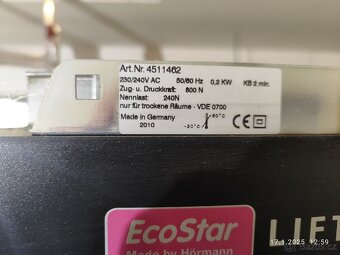 Art.Nr. 4511462
230/240V AC 50/60 Hz 0,2 KW KB 2 min.
Zug- u. Druckkraft: 800 N
Nennlast: 240N
nur für trockene Räume - VDE 0700
Made in Germany
2010
-20°C 60°C
CE
EcoStar
Made by Hörmann
LIFT
17.1.2025 12:59